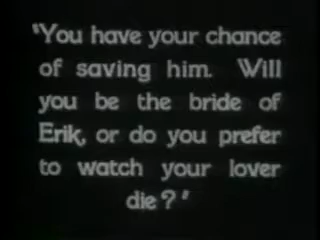 "You have your chance
of saving him. Will
you be the bride of
Erik, or do you prefer
to watch your lover
die?"